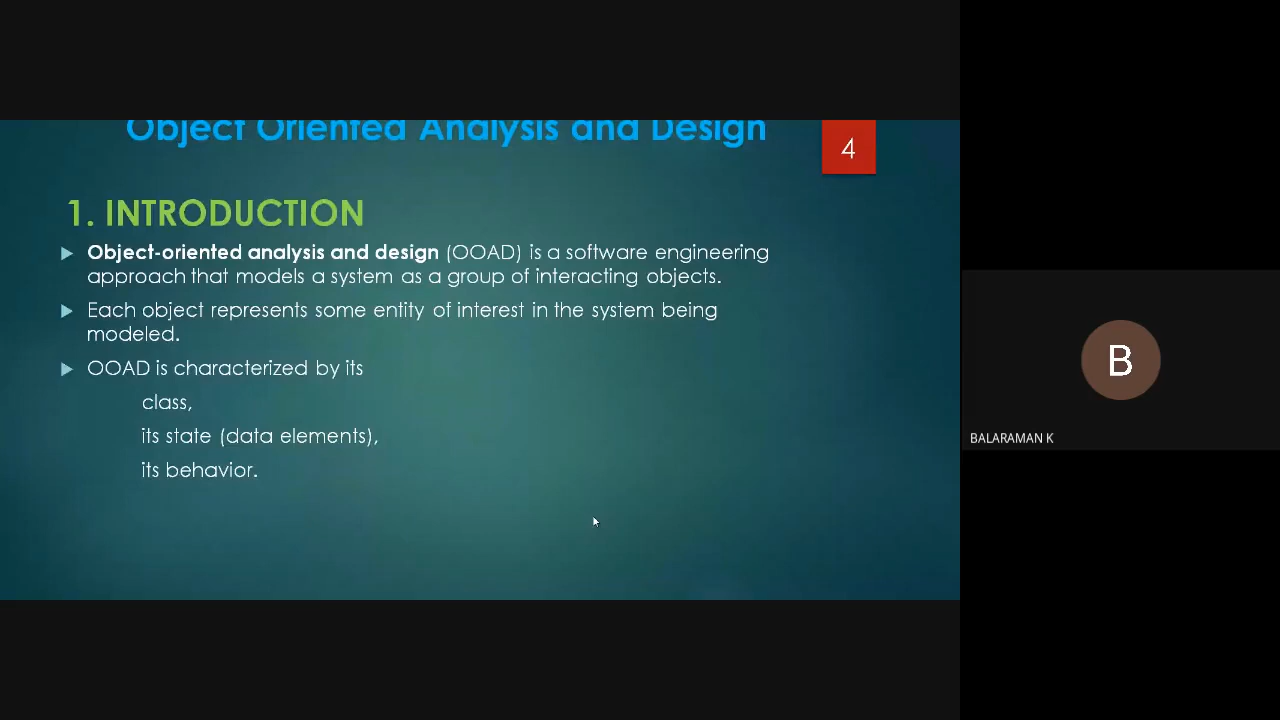 Object Oriented Analysis and Design
4
1. INTRODUCTION
Object-oriented analysis and design (OOAD) is a software engineering
approach that models a system as a group of interacting objects.
Each object represents some entity of interest in the system being
modeled.
OOAD is characterized by its
class,
its state (data elements),
its behavior.
B
BALARAMAN K